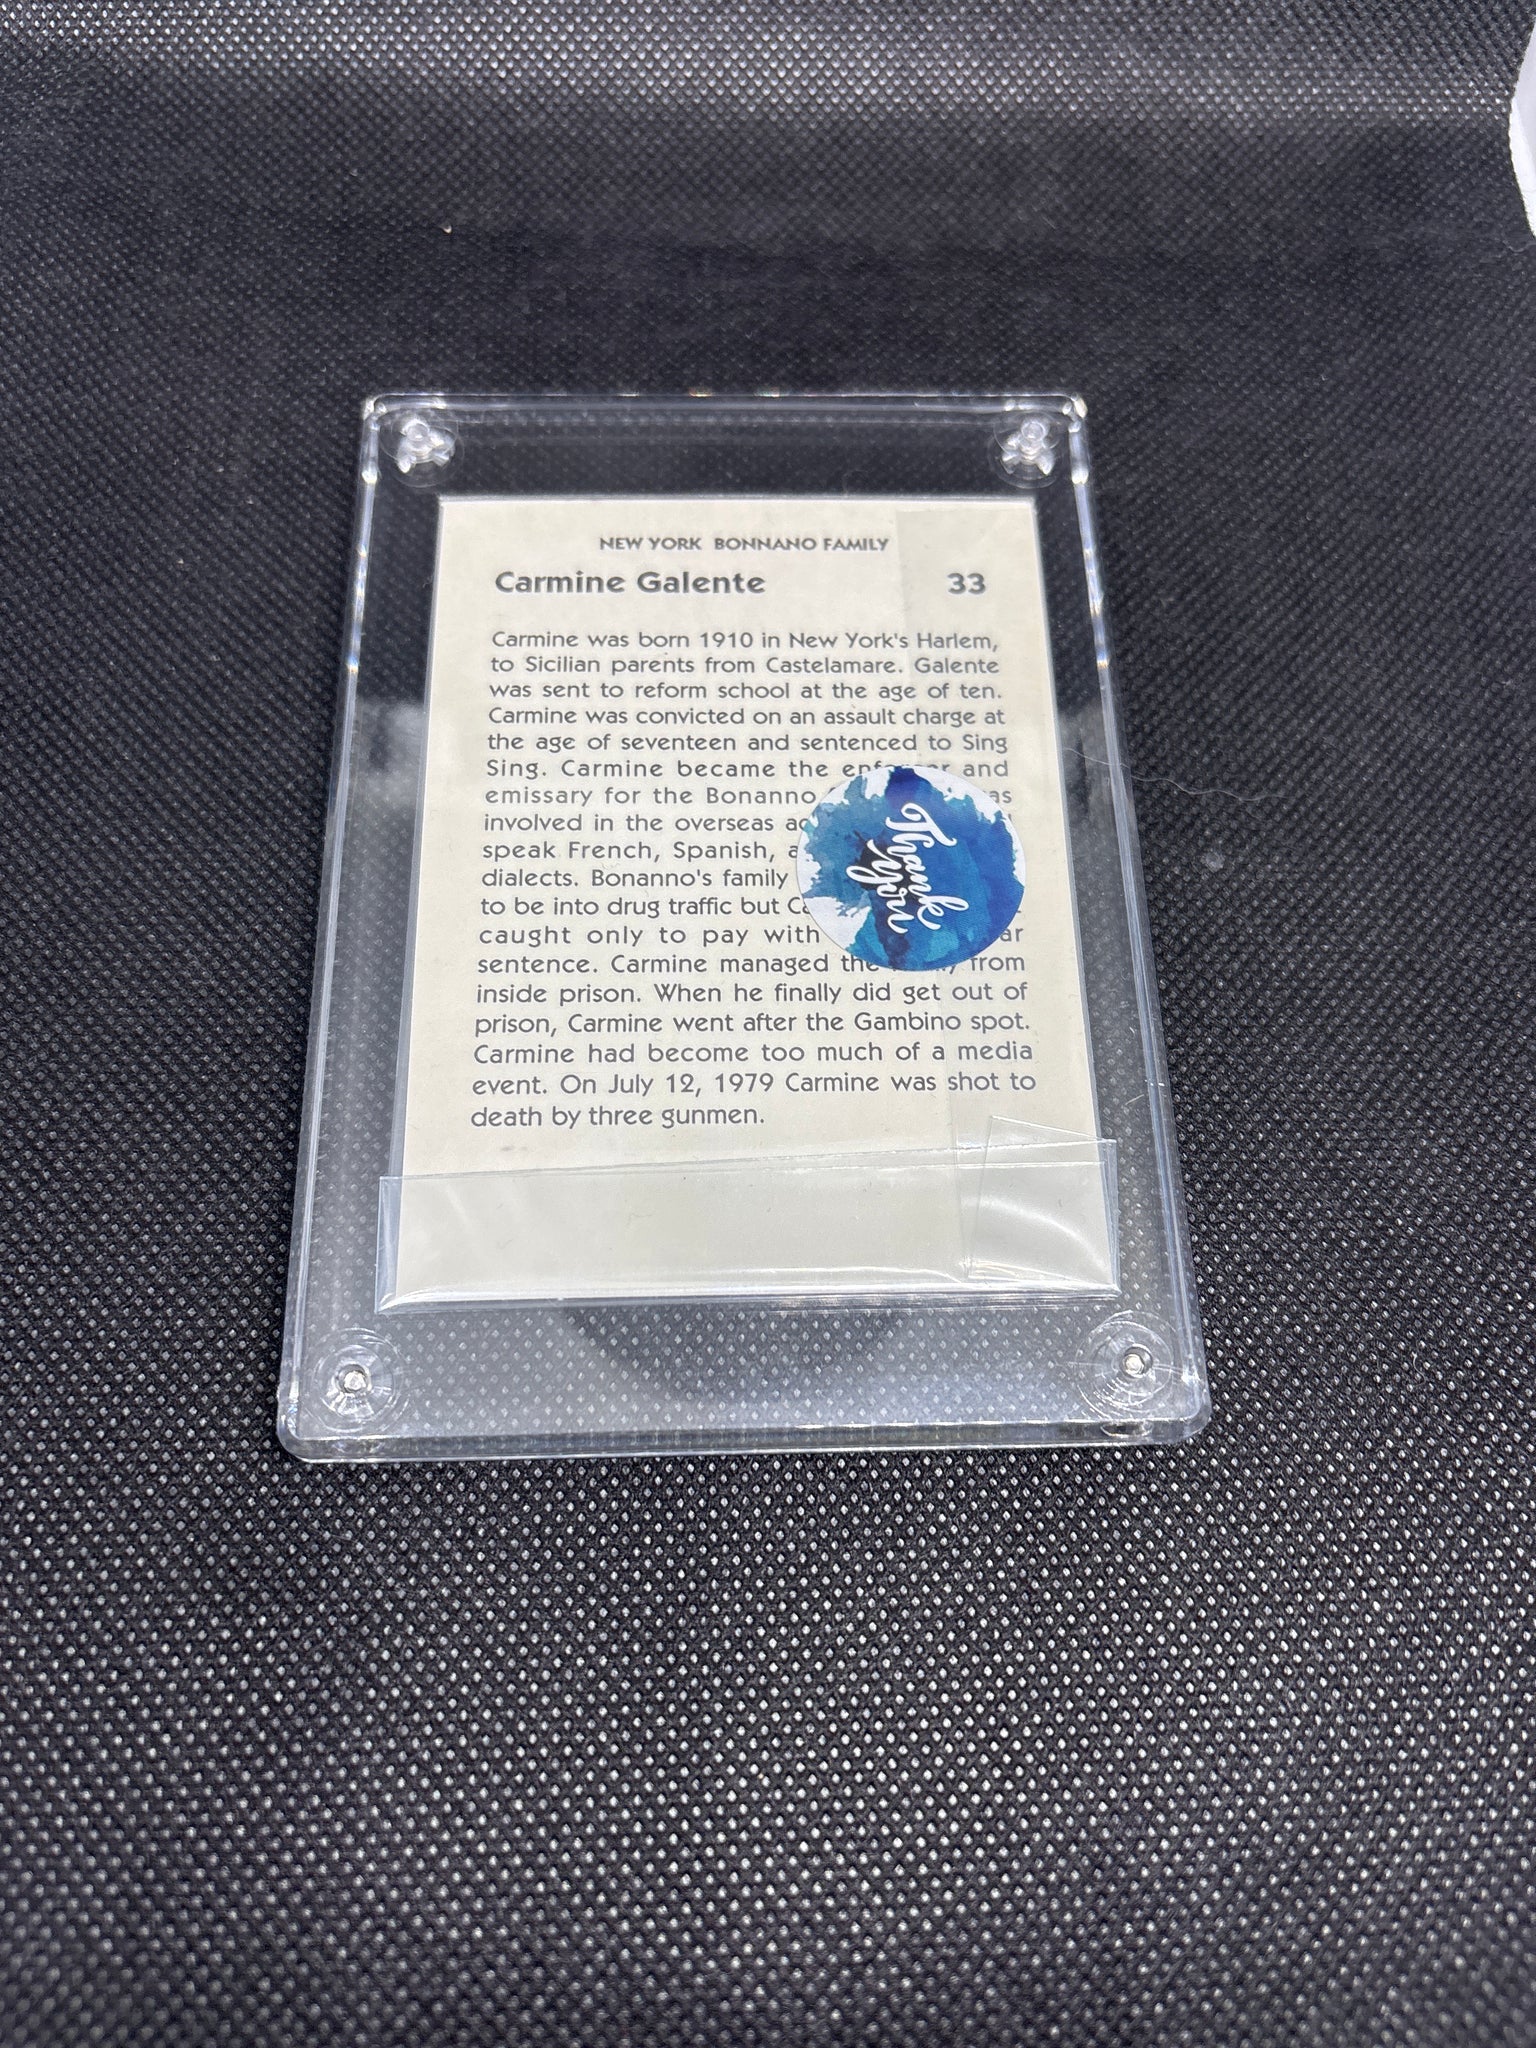 NEW YORK BONNANO FAMILY
Carmine Galente 33
Carmine was born 1910 in New York's Harlem,
to Sicilian parents from Castelamare. Galente
was sent to reform school at the age of ten.
Carmine was convicted on an assault charge at
the age of seventeen and sentenced to Sing
Sing. Carmine became the enforcer and
emissary for the Bonanno
involved in the overseas
speak French, Spanish,
dialects. Bonanno's family
to be into drug traffic but
caught only to pay with
sentence. Carmine managed the from
inside prison. When he finally did get out of
prison, Carmine went after the Gambino spot.
Carmine had become too much of a media
event. On July 12, 1979 Carmine was shot to
death by three gunmen.
Thank
you